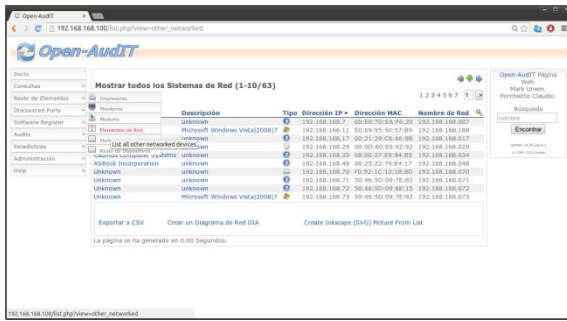 Open-AudIT
192.168.168.100/list.php?view=other_networked
Open-AudIT
Inicio
Consultas
Resto de Elementos
Discovered Ports
Software Register
Audits
Estadísticas
Administración
Help
Impresoras
Monitores
Modems
Elementos de Red
List all other networked devices
Mostrar todos los Sistemas de Red (1-10/63)
1 2 3 4 5 6 7 1
Descripción Tipo Dirección IP Dirección MAC Nombre de Red
unknown 192.168.168.7 192.168.168.007
Microsoft Windows Vista|2008|7 192.168.168.11 192.168.168.188
unknown 192.168.168.17 192.168.168.017
192.168.168.29 192.168.168.029
Systems unknown 192.168.168.35 192.168.168.034
ASRock Incorporation unknown 192.168.168.48 192.168.168.048
Unknown unknown 192.168.168.70 192.168.168.070
Unknown unknown 192.168.168.71 192.168.168.071
Unknown unknown 192.168.168.72 192.168.168.072
Unknown Microsoft Windows Vista|2008|7 192.168.168.73 192.168.168.073
Exportar a CSV Crear un Diagrama de Red DIA Create Inkscape (SVG) Picture From List
La página se ha generado en 0.00 Segundos.
Open-AudIT Página
Web.
Mark Unwin.
Porchietto Claudio.
Búsqueda
nombre
Encontrar
192.168.168.100/list.php?view=other_networked